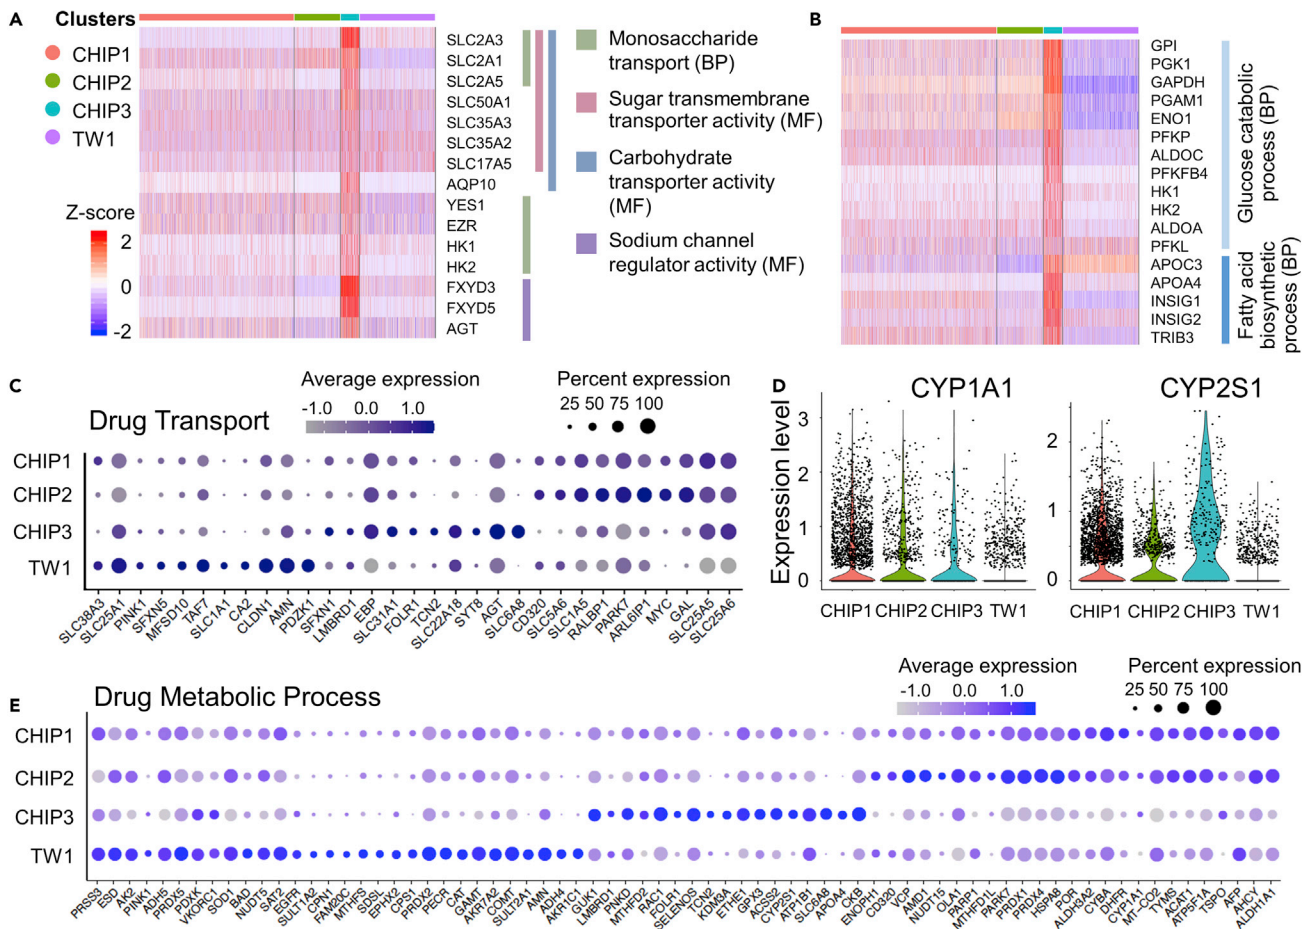 A
Clusters
CHIP1
CHIP2
CHIP3
TW1
Z-score
2
0
-2
SLC2A3
SLC2A1
SLC2A5
SLC50A1
SLC35A3
SLC35A2
SLC17A5
AQP10
YES1
EZR
HK1
HK2
FXYD3
FXYD5
AGT
Monosaccharide
transport (BP)
Sugar transmembrane
transporter activity (MF)
Carbohydrate
transporter activity
(MF)
Sodium channel
regulator activity (MF)
B
GPI
PGK1
GAPDH
PGAM1
ENO1
PFKP
ALDOC
PFKFB4
HK1
HK2
ALDOA
PFKL
APOC3
APOA4
INSIG1
INSIG2
TRIB3
Glucose catabolic
process (BP)
Fatty acid
biosynthetic
process (BP)
C
Drug Transport
Average expression
-1.0 0.0 1.0
Percent expression
25 50 75 100
CHIP1
CHIP2
CHIP3
TW1
SLC38A3
SLC25A1
PINK1
SFXN5
MFSD10
TAF7
SLC1A1
CA2
CLDN1
AMN
PDZK1
SFXN1
LMBRD1
EBP
SLC31A1
FOLR1
TCN2
SLC22A18
SYT8
AGT
SLC6A8
CD320
SLC5A6
SLC1A5
RALBP1
PARK7
ARL6IP1
MYC
GAL
SLC25A5
SLC25A6
D
CYP1A1
CYP2S1
Expression level
3
2
1
0
2
1
0
CHIP1 CHIP2 CHIP3 TW1
CHIP1 CHIP2 CHIP3 TW1
E
Drug Metabolic Process
Average expression
-1.0 0.0 1.0
Percent expression
25 50 75 100
CHIP1
CHIP2
CHIP3
TW1
PRSS3
ESD
AK2
PINK1
ADH5
PRDX5
PDXK
VKORC1
SOD1
BAD
NUDT5
SAT2
EGFR
SULT1A2
CPN1
FAM20C
MTHFS
SDSL
EPHX2
CPS1
PRDX2
PECR
CAT
GAMT
AKR7A2
COMT
SULT2A1
AMN
ADH4
AKR1C1
GUK1
LMBRD1
PNKD
MTHFD2
RAC1
FOLR1
SELENOS
TCN2
KDM3A
ETHE1
GPX3
ACSS2
CYP2S1
ATP1B1
SLC6A8
APOA4
CKB
ENOPH1
CD320
VCP
AMD1
NUDT15
OLA1
PARP1
MTHFD1
PARK7
PRDX1
PRDX4
HSPA8
POR
ALDH3A2
CYBA
DHFR
CYP1A1
MT-CO2
TYMS
ACAT1
ATP5F1A
TSPO
AFP
AHCY
ALDH1A1